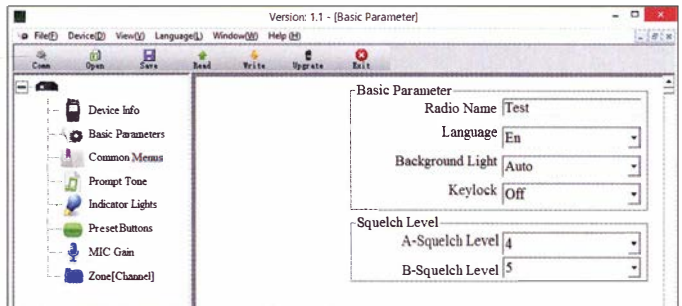 Version: 1.1 - [Basic Parameter]
File(F) Device(D) View(V) Language(L) Window(W) Help (H)
Comm Open Save Read Write Upgrate Exit
Device Info
Basic Parameters
Common Menus
Prompt Tone
Indicator Lights
Preset Buttons
MIC Gain
Zone[Channel]
Basic Parameter
Radio Name Test
Language En
Background Light Auto
Keylock Off
Squelch Level
A-Squelch Level 4
B-Squelch Level 5